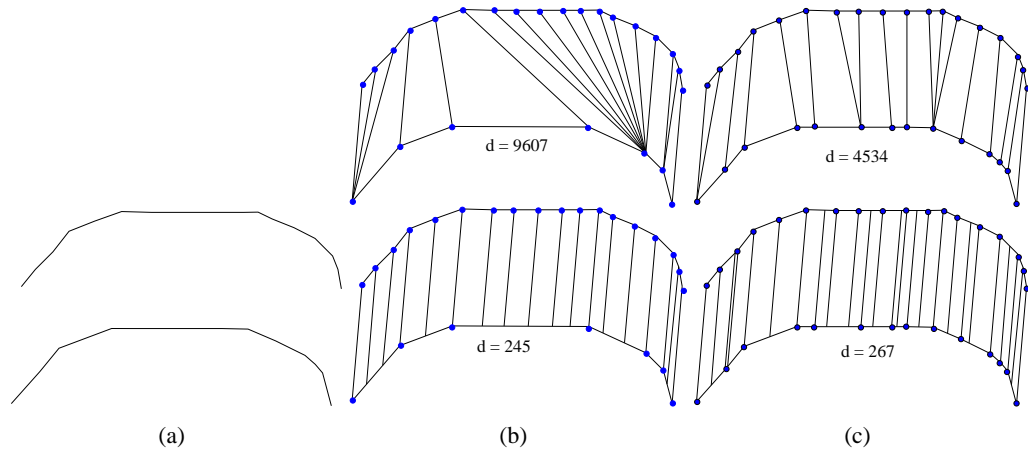 d = 9607
d = 4534
d = 245
d = 267
(a)
(b)
(c)